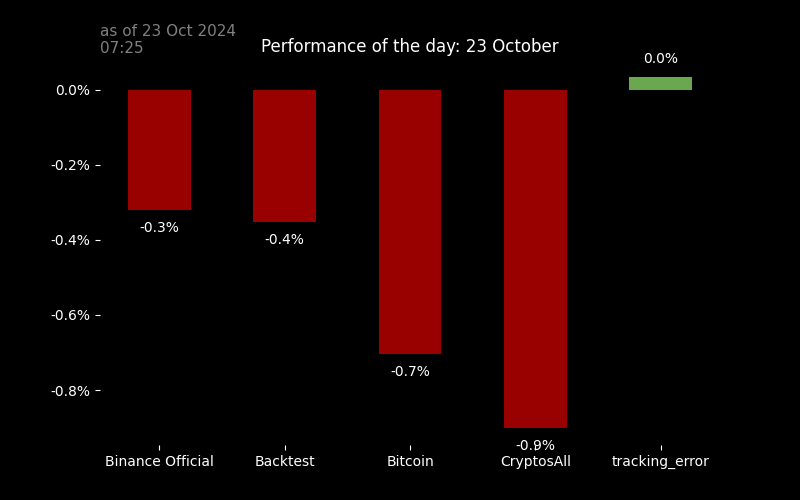 as of 23 Oct 2024
07:25
Performance of the day: 23 October
0.0%
0.0%
-0.2%
-0.4%
-0.6%
-0.8%
-0.3%
-0.4%
-0.7%
-0.9%
Binance Official
Backtest
Bitcoin
CryptosAll
tracking_error